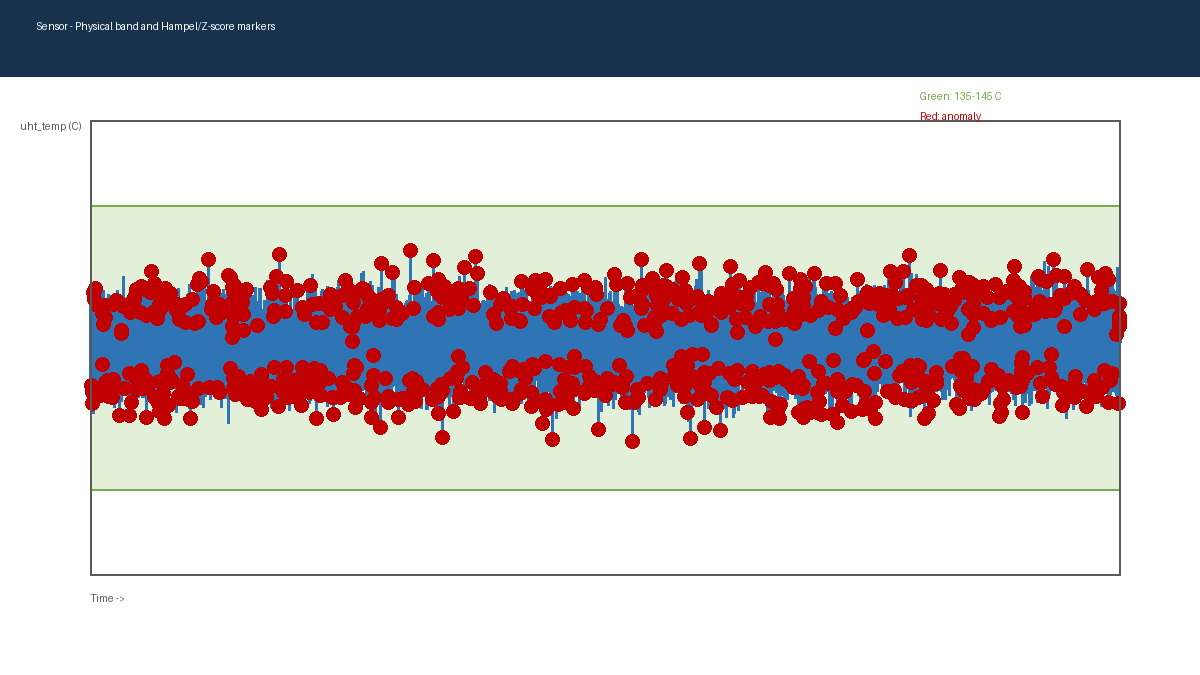 Sensor - Physical band and Hampel/Z-score markers
Green: 135-145 C
Red: anomaly
uht_temp (C)
Time ->